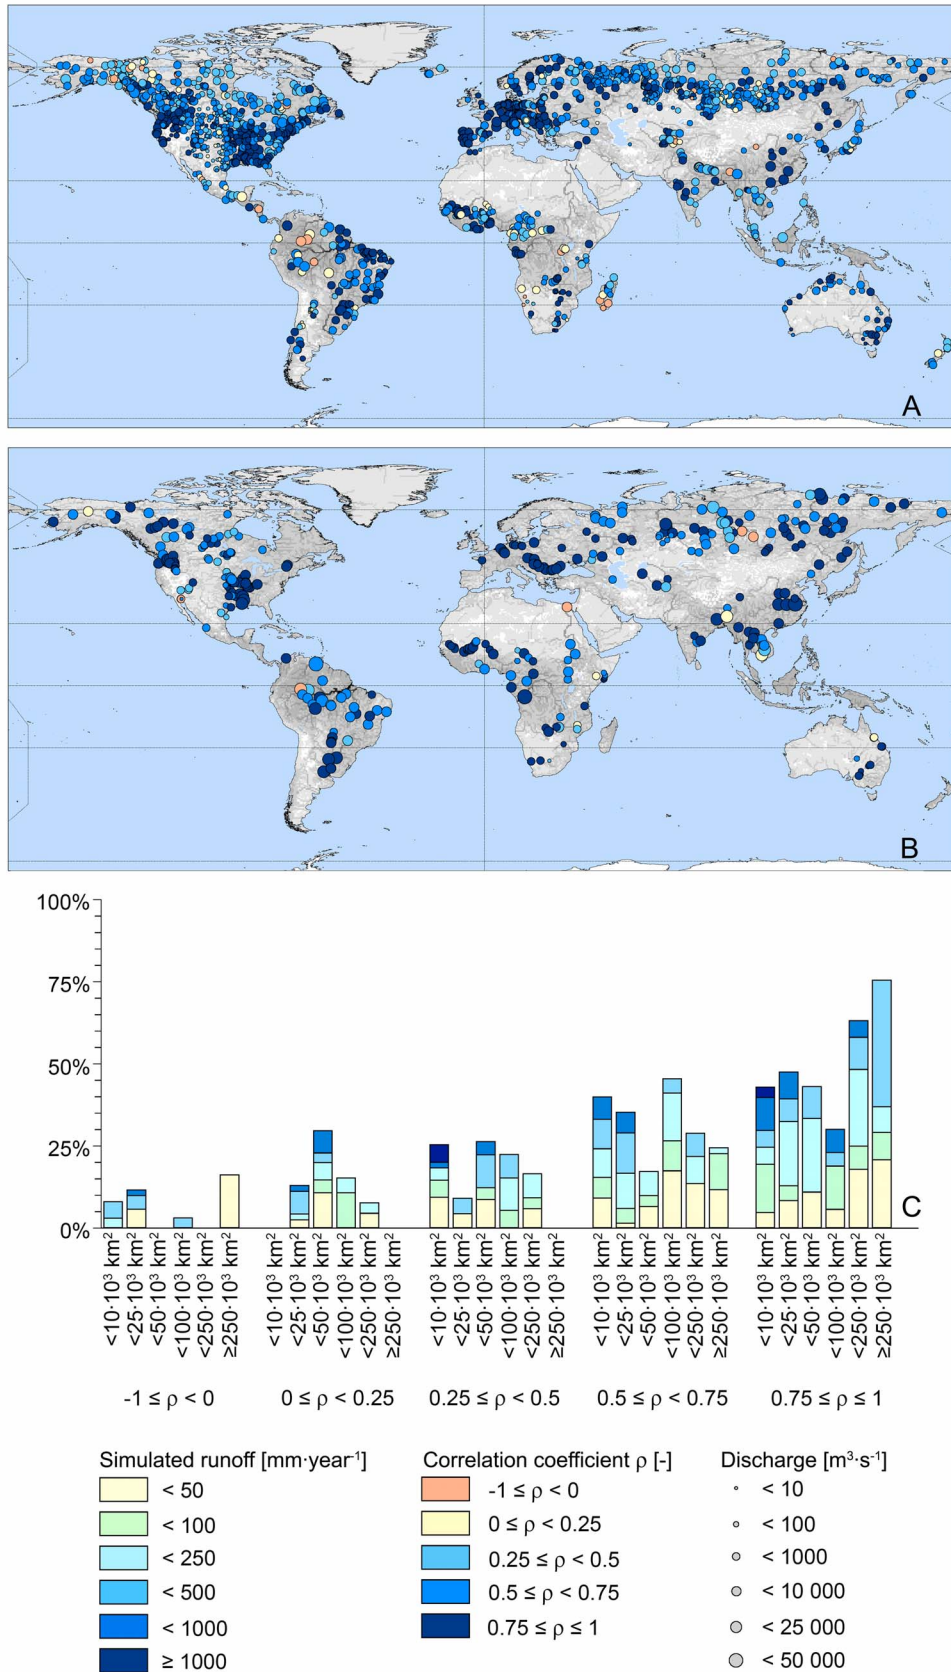 A
B
100%
75%
50%
25%
0%
C
<10·10³ km²
<25·10³ km²
<50·10³ km²
<100·10³ km²
<250·10³ km²
≥250·10³ km²
<25·10³ km²
<50·10³ km²
<100·10³ km²
<250·10³ km²
≥250·10³ km²
<10·10³ km²
<25·10³ km²
<50·10³ km²
<100·10³ km²
<250·10³ km²
≥250·10³ km²
<10·10³ km²
<25·10³ km²
<50·10³ km²
<100·10³ km²
<250·10³ km²
≥250·10³ km²
<10·10³ km²
<25·10³ km²
<50·10³ km²
<100·10³ km²
<250·10³ km²
≥250·10³ km²
-1 ≤ ρ < 0
0 ≤ ρ < 0.25
0.25 ≤ ρ < 0.5
0.5 ≤ ρ < 0.75
0.75 ≤ ρ ≤ 1
Simulated runoff [mm·year⁻¹]
< 50
< 100
< 250
< 500
< 1000
≥ 1000
Correlation coefficient ρ [-]
-1 ≤ ρ < 0
0 ≤ ρ < 0.25
0.25 ≤ ρ < 0.5
0.5 ≤ ρ < 0.75
0.75 ≤ ρ ≤ 1
Discharge [m³·s⁻¹]
< 10
< 100
< 1000
< 10 000
< 25 000
< 50 000